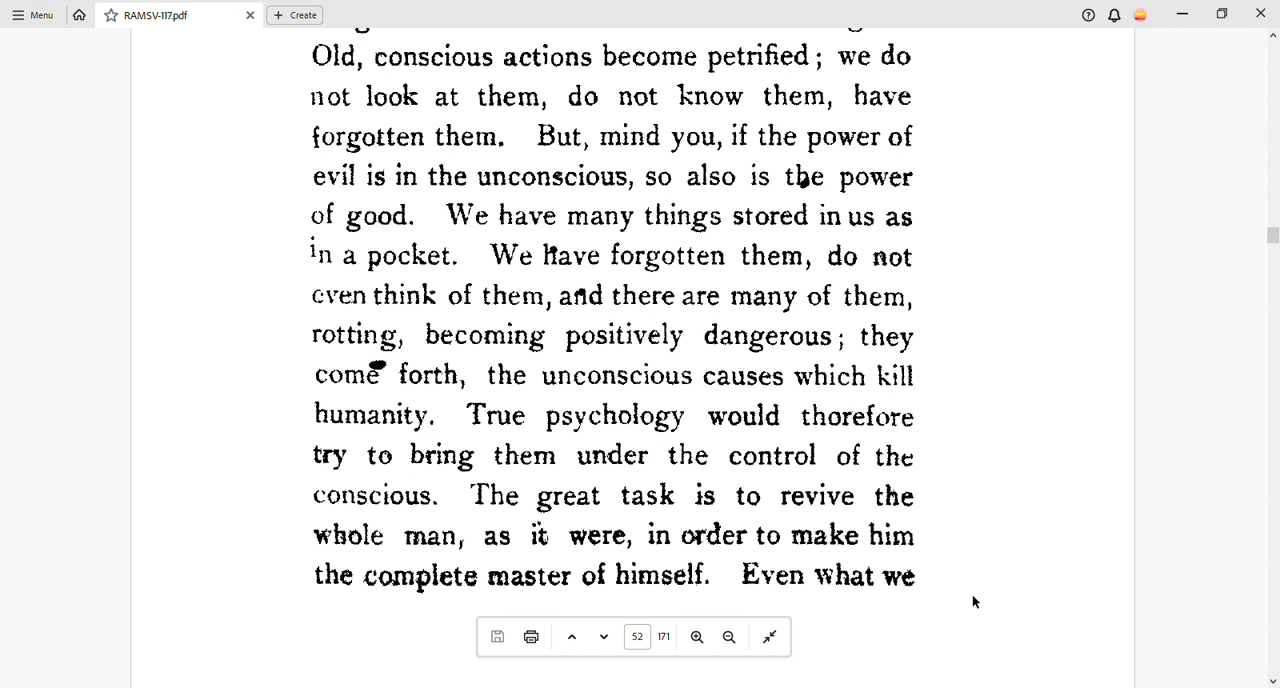 Menu
RAMSV-117.pdf
Create
Old, conscious actions become petrified; we do
not look at them, do not know them, have
forgotten them. But, mind you, if the power of
evil is in the unconscious, so also is the power
of good. We have many things stored in us as
in a pocket. We have forgotten them, do not
even think of them, and there are many of them,
rotting, becoming positively dangerous; they
come forth, the unconscious causes which kill
humanity. True psychology would thorefore
try to bring them under the control of the
conscious. The great task is to revive the
whole man, as it were, in order to make him
the complete master of himself. Even what we
52 171